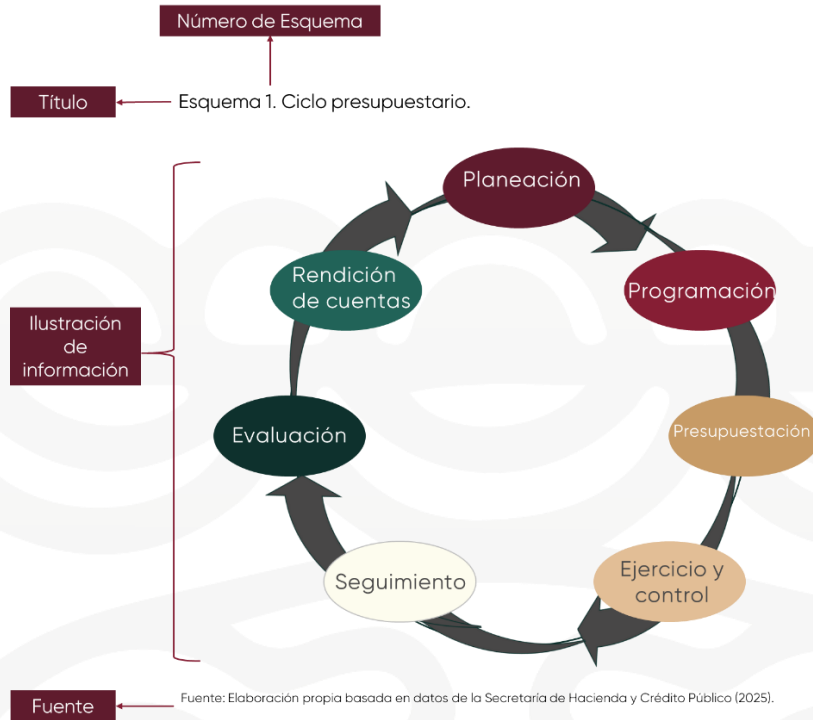 Número de Esquema
Título
Esquema 1. Ciclo presupuestario.
Planeación
Rendición
de cuentas
Programación
Ilustración
de
información
Evaluación
Presupuestación
Seguimiento
Ejercicio y
control
Fuente
Fuente: Elaboración propia basada en datos de la Secretaría de Hacienda y Crédito Público (2025).